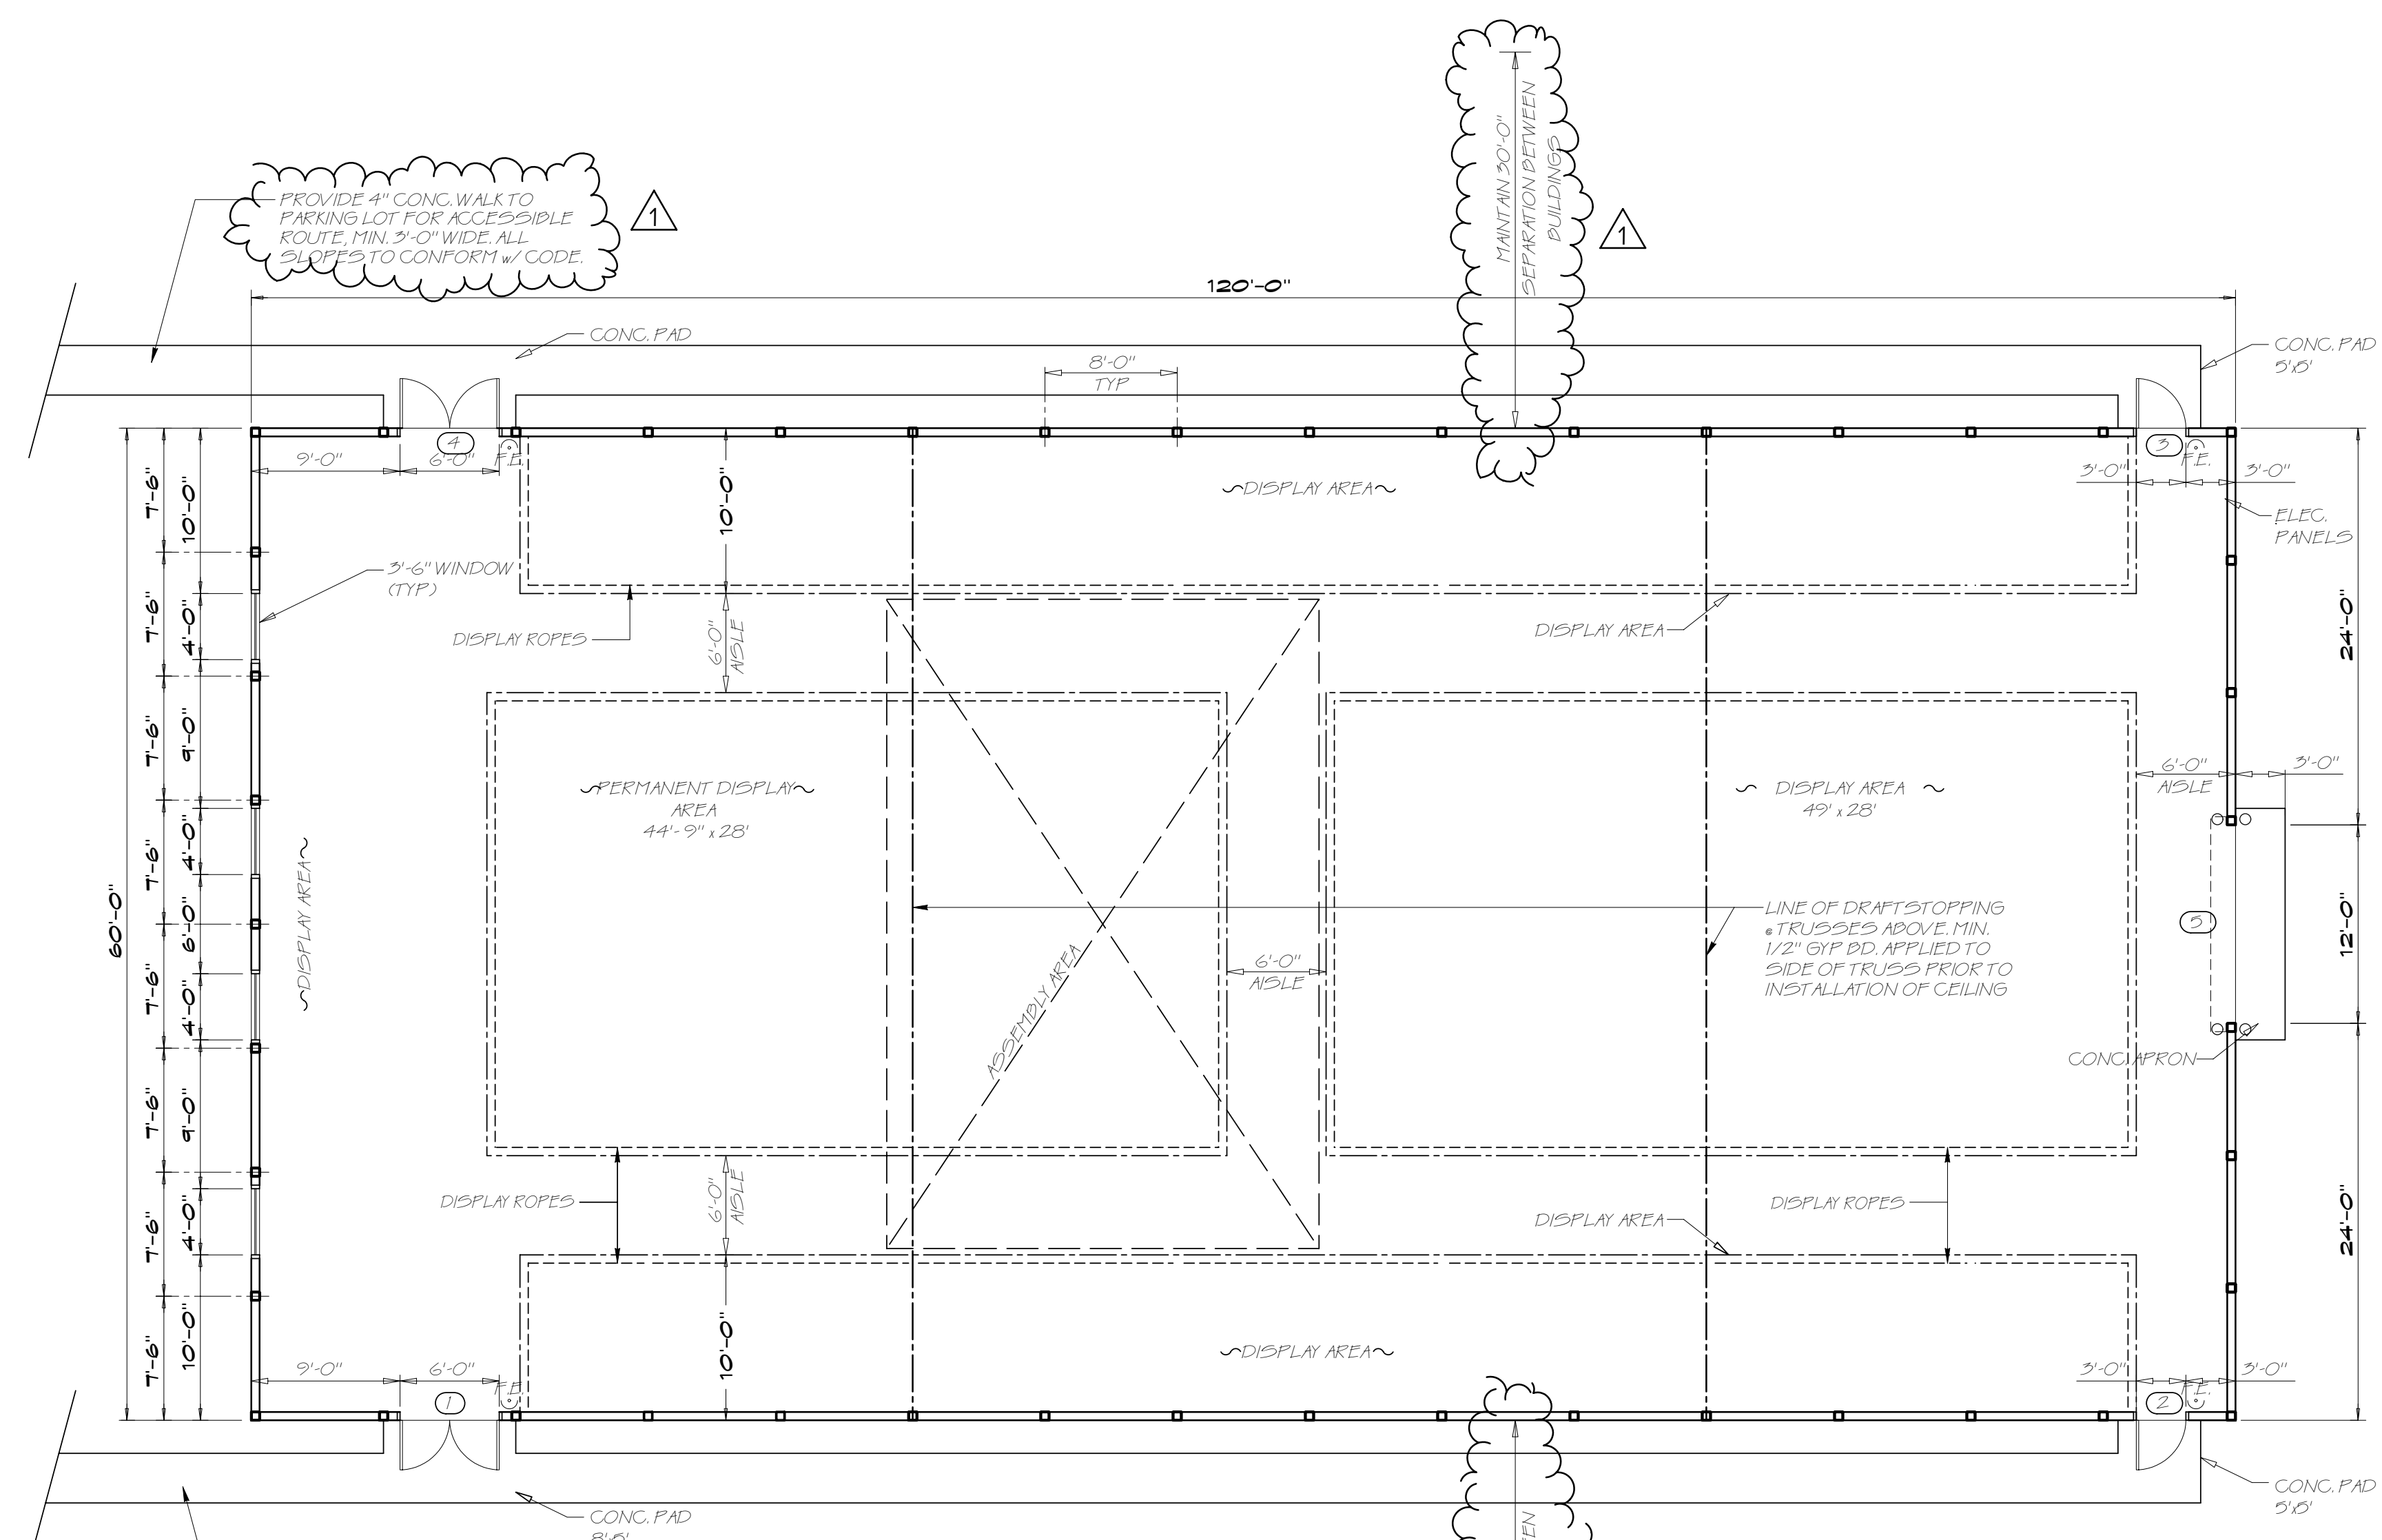 MAINTAIN 30'-0"
SEPARATION BETWEEN
BUILDINGS
1
PROVIDE 4" CONC. WALK TO
PARKING LOT FOR ACCESSIBLE
ROUTE, MIN. 3'-0" WIDE. ALL
SLOPES TO CONFORM w/ CODE.
1
120'-0"
CONC. PAD
CONC. PAD
5'x5'
8'-0"
TYP
4
F.E.
9'-0"
6'-0"
3
F.E.
3'-0"
3'-0"
ELEC.
PANELS
DISPLAY AREA
10'-0"
3'-6" WINDOW
(TYP.)
DISPLAY ROPES
6'-0"
AISLE
DISPLAY AREA
60'-0"
7'-6"
7'-6"
7'-6"
7'-6"
7'-6"
7'-6"
7'-6"
7'-6"
10'-0"
4'-0"
9'-0"
4'-0"
6'-0"
4'-0"
9'-0"
4'-0"
10'-0"
DISPLAY AREA
PERMANENT DISPLAY
AREA
44'-9" x 28'
ASSEMBLY AREA
6'-0"
AISLE
DISPLAY AREA
49' x 28'
LINE OF DRAFTSTOPPING
@ TRUSSES ABOVE. MIN.
1/2" GYP BD. APPLIED TO
SIDE OF TRUSS PRIOR TO
INSTALLATION OF CEILING
6'-0"
AISLE
3'-0"
5
CONC. APRON
24'-0"
12'-0"
24'-0"
DISPLAY ROPES
6'-0"
AISLE
DISPLAY AREA
DISPLAY ROPES
10'-0"
DISPLAY AREA
9'-0"
6'-0"
F.E.
1
3'-0"
3'-0"
F.E.
2
CONC. PAD
8'-5'
CONC. PAD
5'x5'